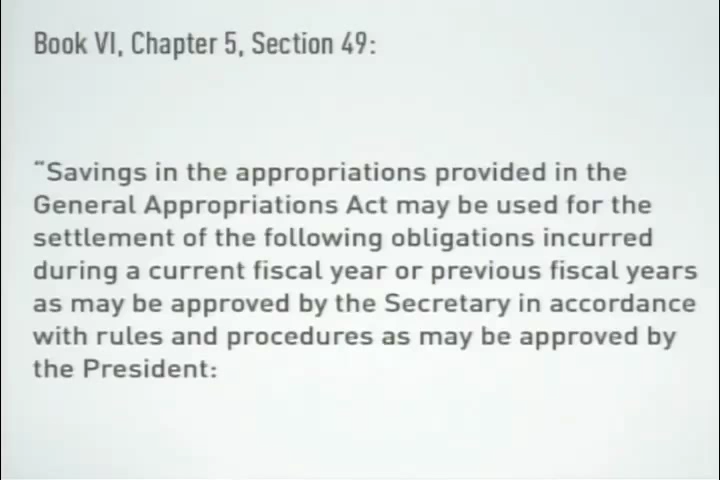 Book VI, Chapter 5, Section 49:
"Savings in the appropriations provided in the
General Appropriations Act may be used for the
settlement of the following obligations incurred
during a current fiscal year or previous fiscal years
as may be approved by the Secretary in accordance
with rules and procedures as may be approved by
the President: